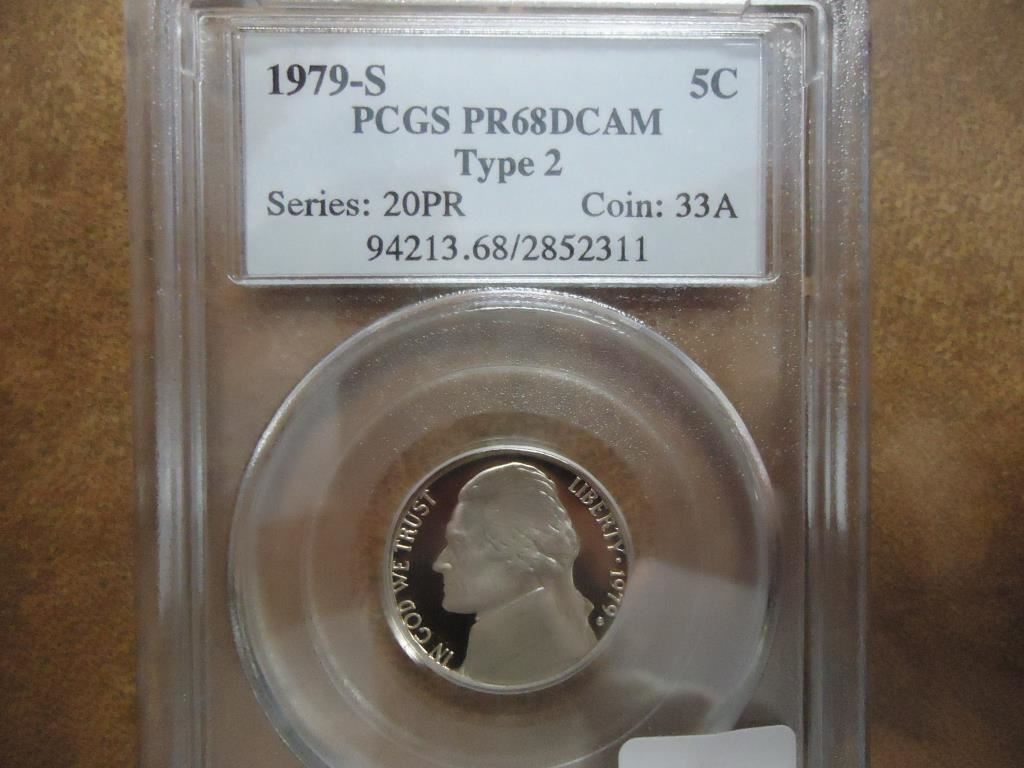 1979-S 5C
PCGS PR68DCAM
Type 2
Series: 20PR Coin: 33A
94213.68/2852311
IN GOD WE TRUST
LIBERTY · 1979